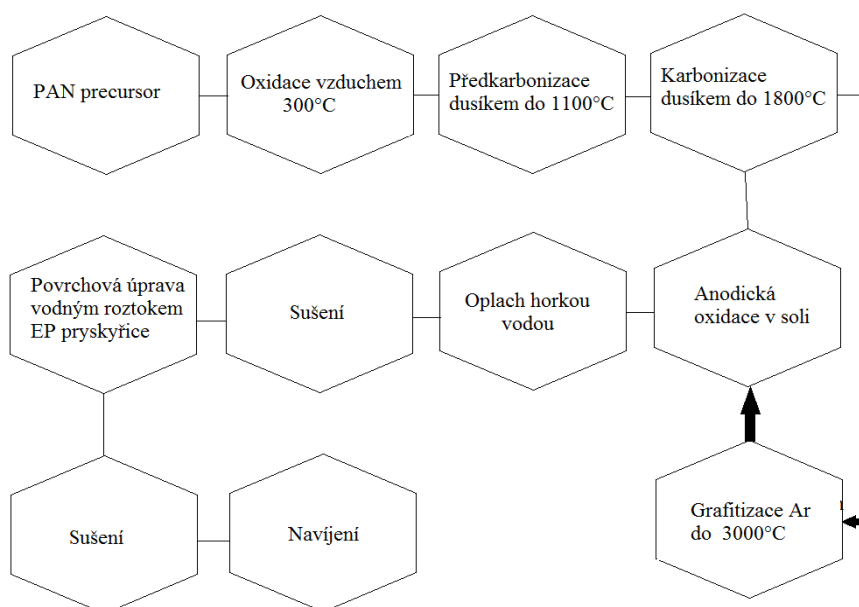 PAN precursor
Oxidace vzduchem
300°C
Předkarbonizace
dusíkem do 1100°C
Karbonizace
dusíkem do 1800°C
Povrchová úprava
vodným roztokem
EP pryskyřice
Sušení
Oplach horkou
vodou
Anodická
oxidace v soli
Sušení
Navíjení
Grafitizace Ar
do 3000°C